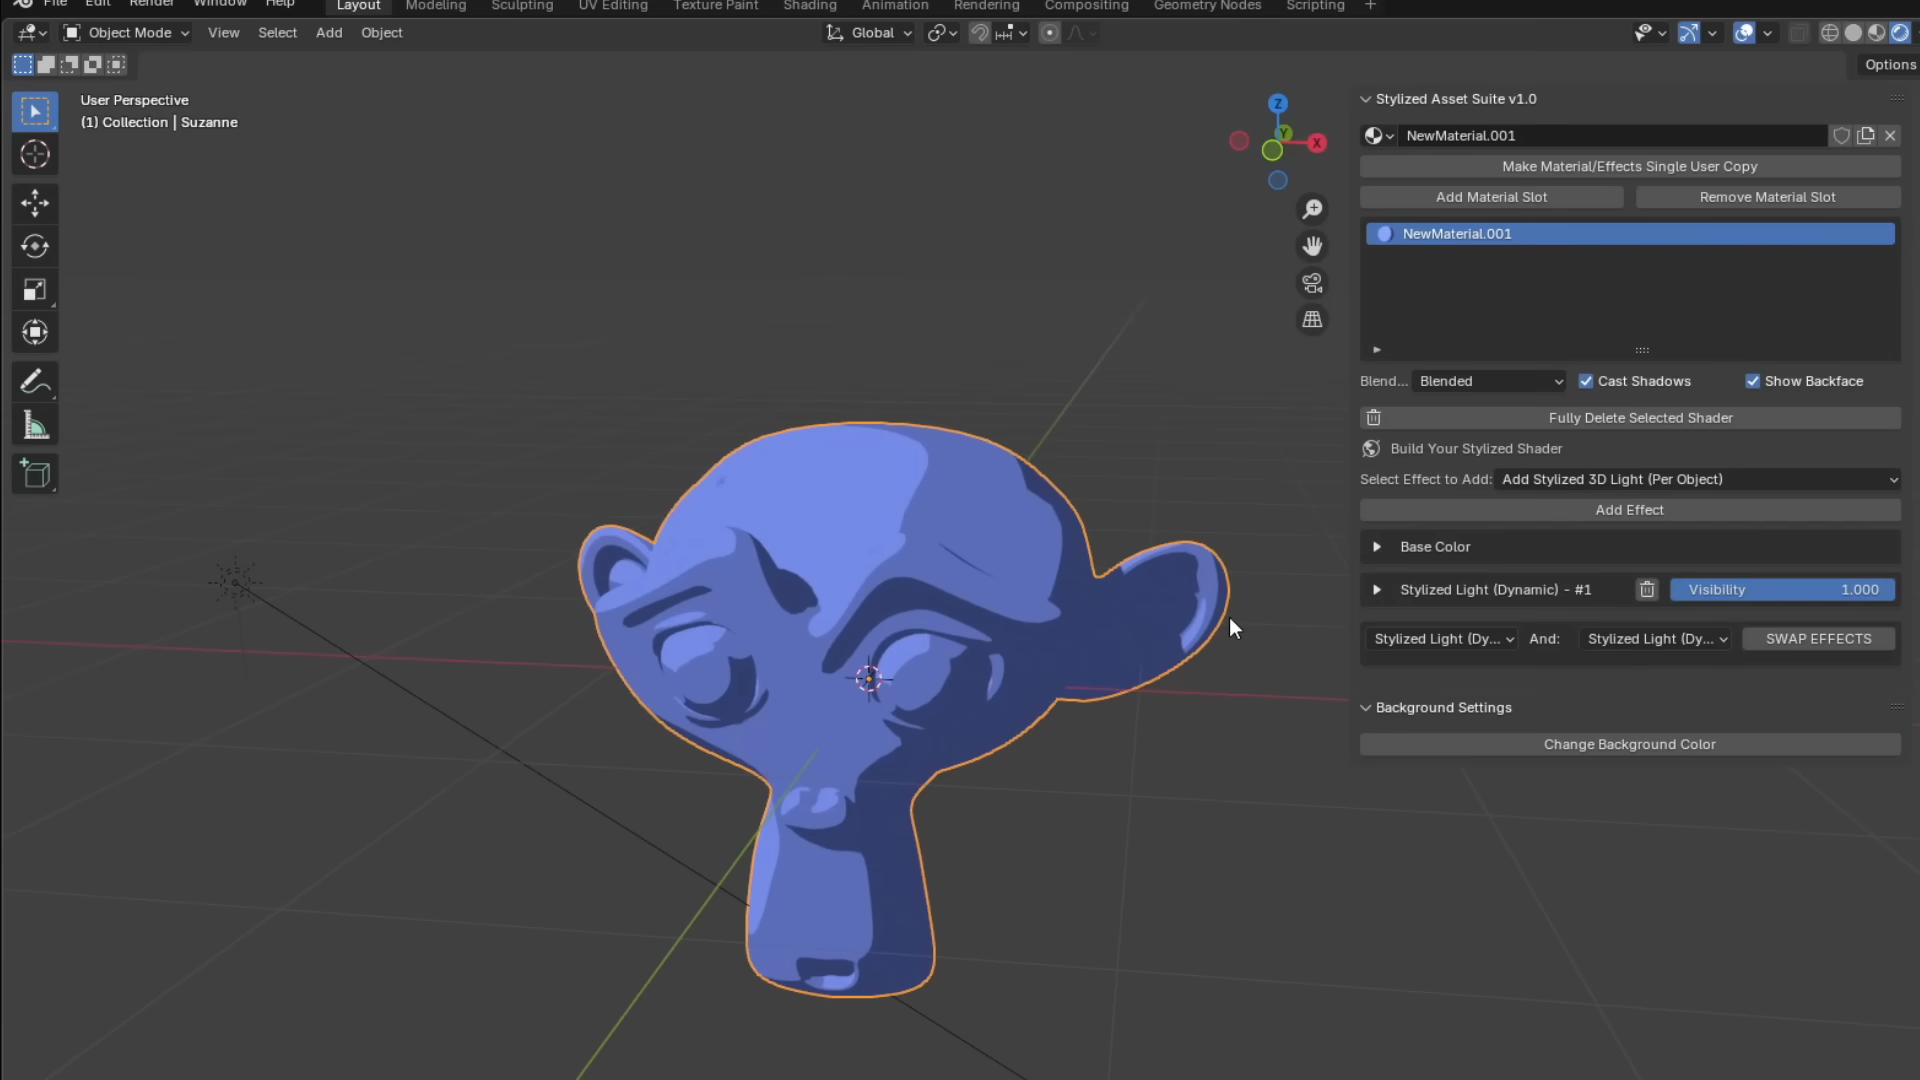 File Edit Render Window Help Layout Modeling Sculpting UV Editing Texture Paint Shading Animation Rendering Compositing Geometry Nodes Scripting +
Object Mode View Select Add Object Global
Options
User Perspective
(1) Collection | Suzanne
Z
Y
X
Stylized Asset Suite v1.0
NewMaterial.001
Make Material/Effects Single User Copy
Add Material Slot Remove Material Slot
NewMaterial.001
Blend... Blended Cast Shadows Show Backface
Fully Delete Selected Shader
Build Your Stylized Shader
Select Effect to Add: Add Stylized 3D Light (Per Object)
Add Effect
Base Color
Stylized Light (Dynamic) - #1 Visibility 1.000
Stylized Light (Dy... And: Stylized Light (Dy... SWAP EFFECTS
Background Settings
Change Background Color